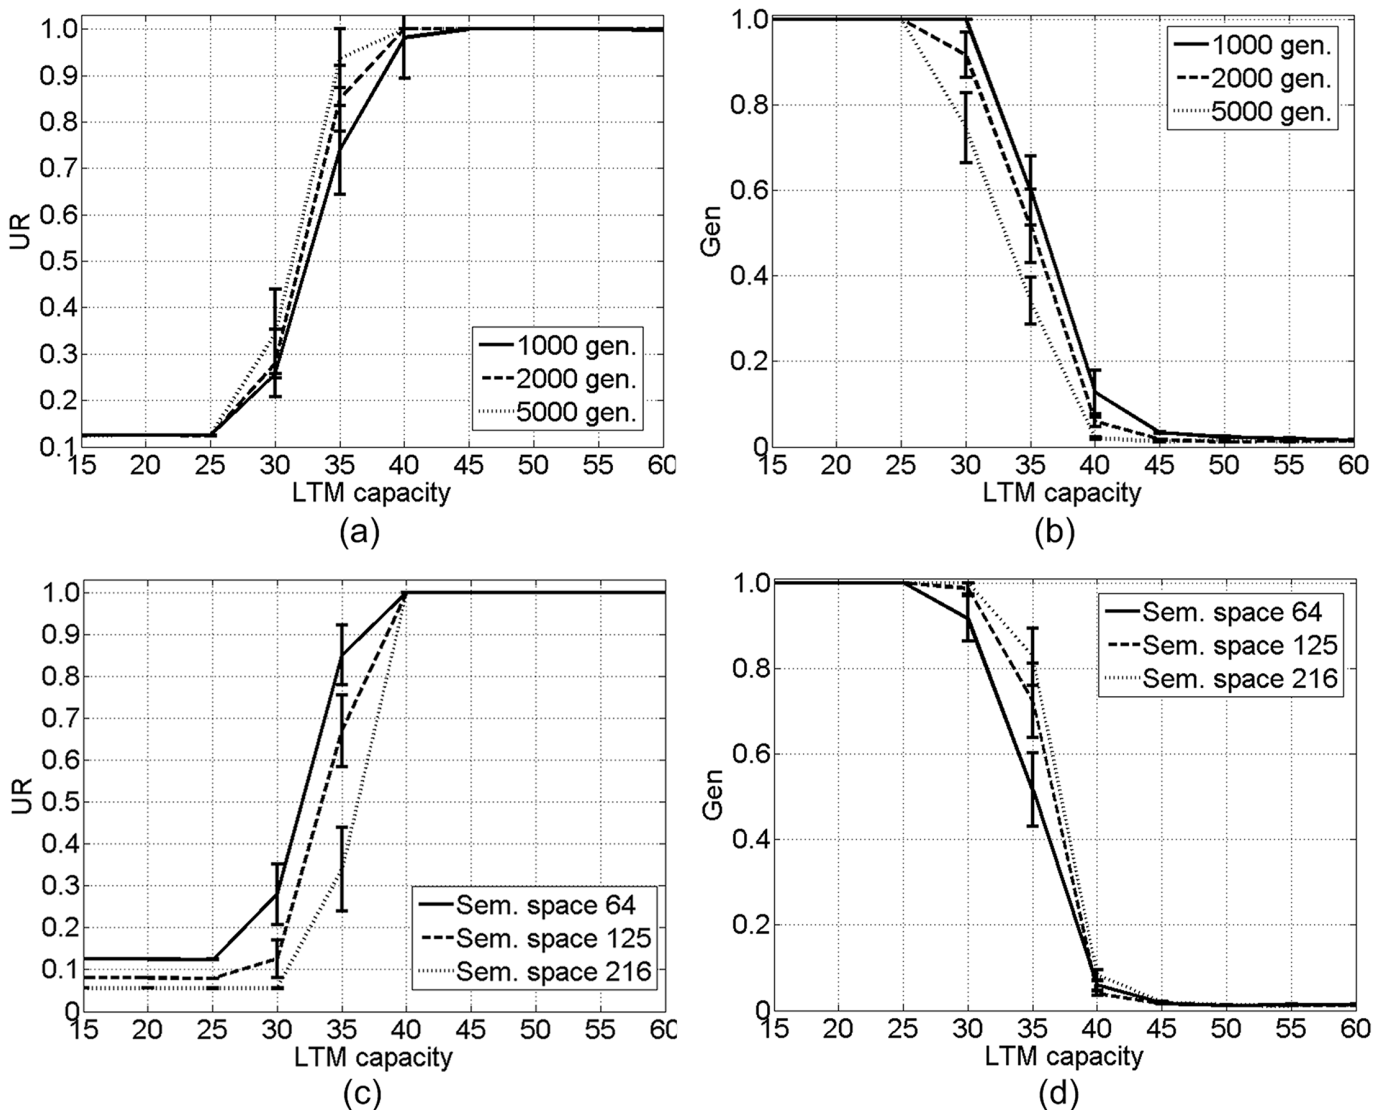 1.0
0.9
0.8
0.7
0.6
0.5
0.4
0.3
0.2
0.1
UR
15 20 25 30 35 40 45 50 55 60
LTM capacity
1000 gen.
2000 gen.
5000 gen.
(a)
1.0
0.8
0.6
0.4
0.2
0
Gen
15 20 25 30 35 40 45 50 55 60
LTM capacity
1000 gen.
2000 gen.
5000 gen.
(b)
1.0
0.9
0.8
0.7
0.6
0.5
0.4
0.3
0.2
0.1
0
UR
15 20 25 30 35 40 45 50 55 60
LTM capacity
Sem. space 64
Sem. space 125
Sem. space 216
(c)
1.0
0.8
0.6
0.4
0.2
0
Gen
15 20 25 30 35 40 45 50 55 60
LTM capacity
Sem. space 64
Sem. space 125
Sem. space 216
(d)